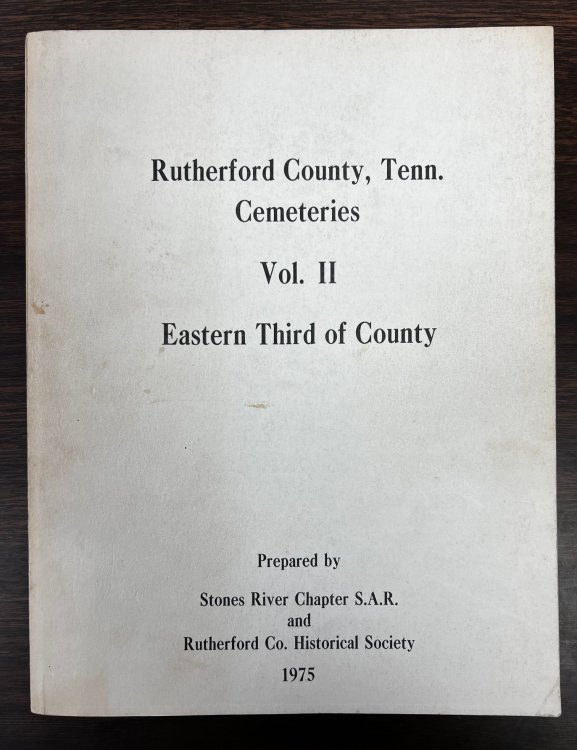 Rutherford County, Tenn.
Cemeteries
Vol. II
Eastern Third of County
Prepared by
Stones River Chapter S.A.R.
and
Rutherford Co. Historical Society
1975